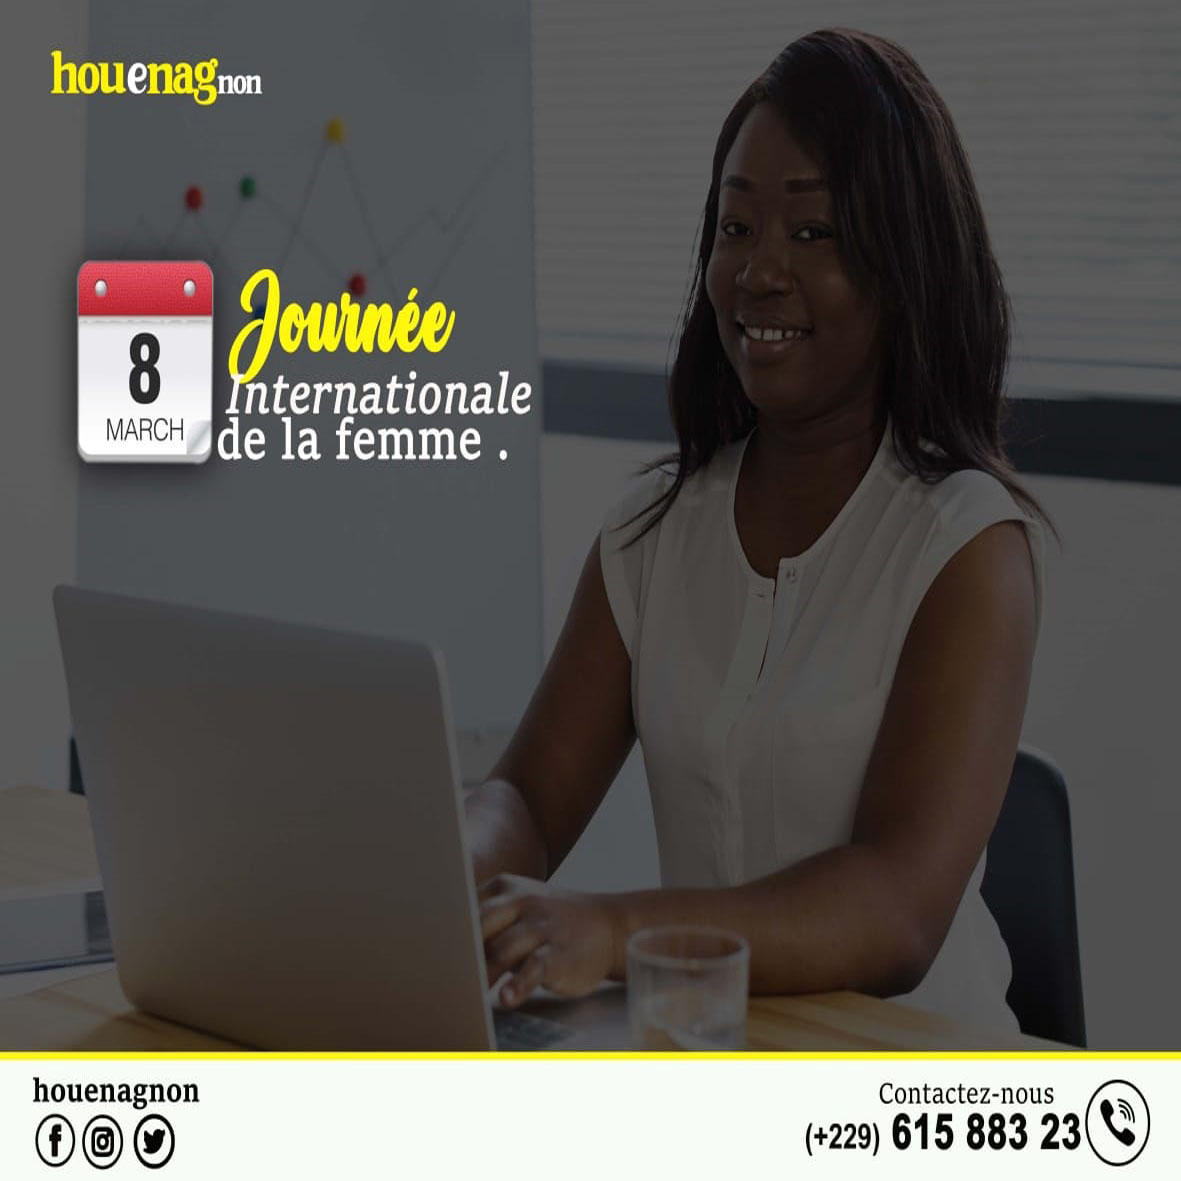 houenagnon
8
MARCH
Journée
Internationale
de la femme .
houenagnon
Contactez-nous
(+229) 615 883 23